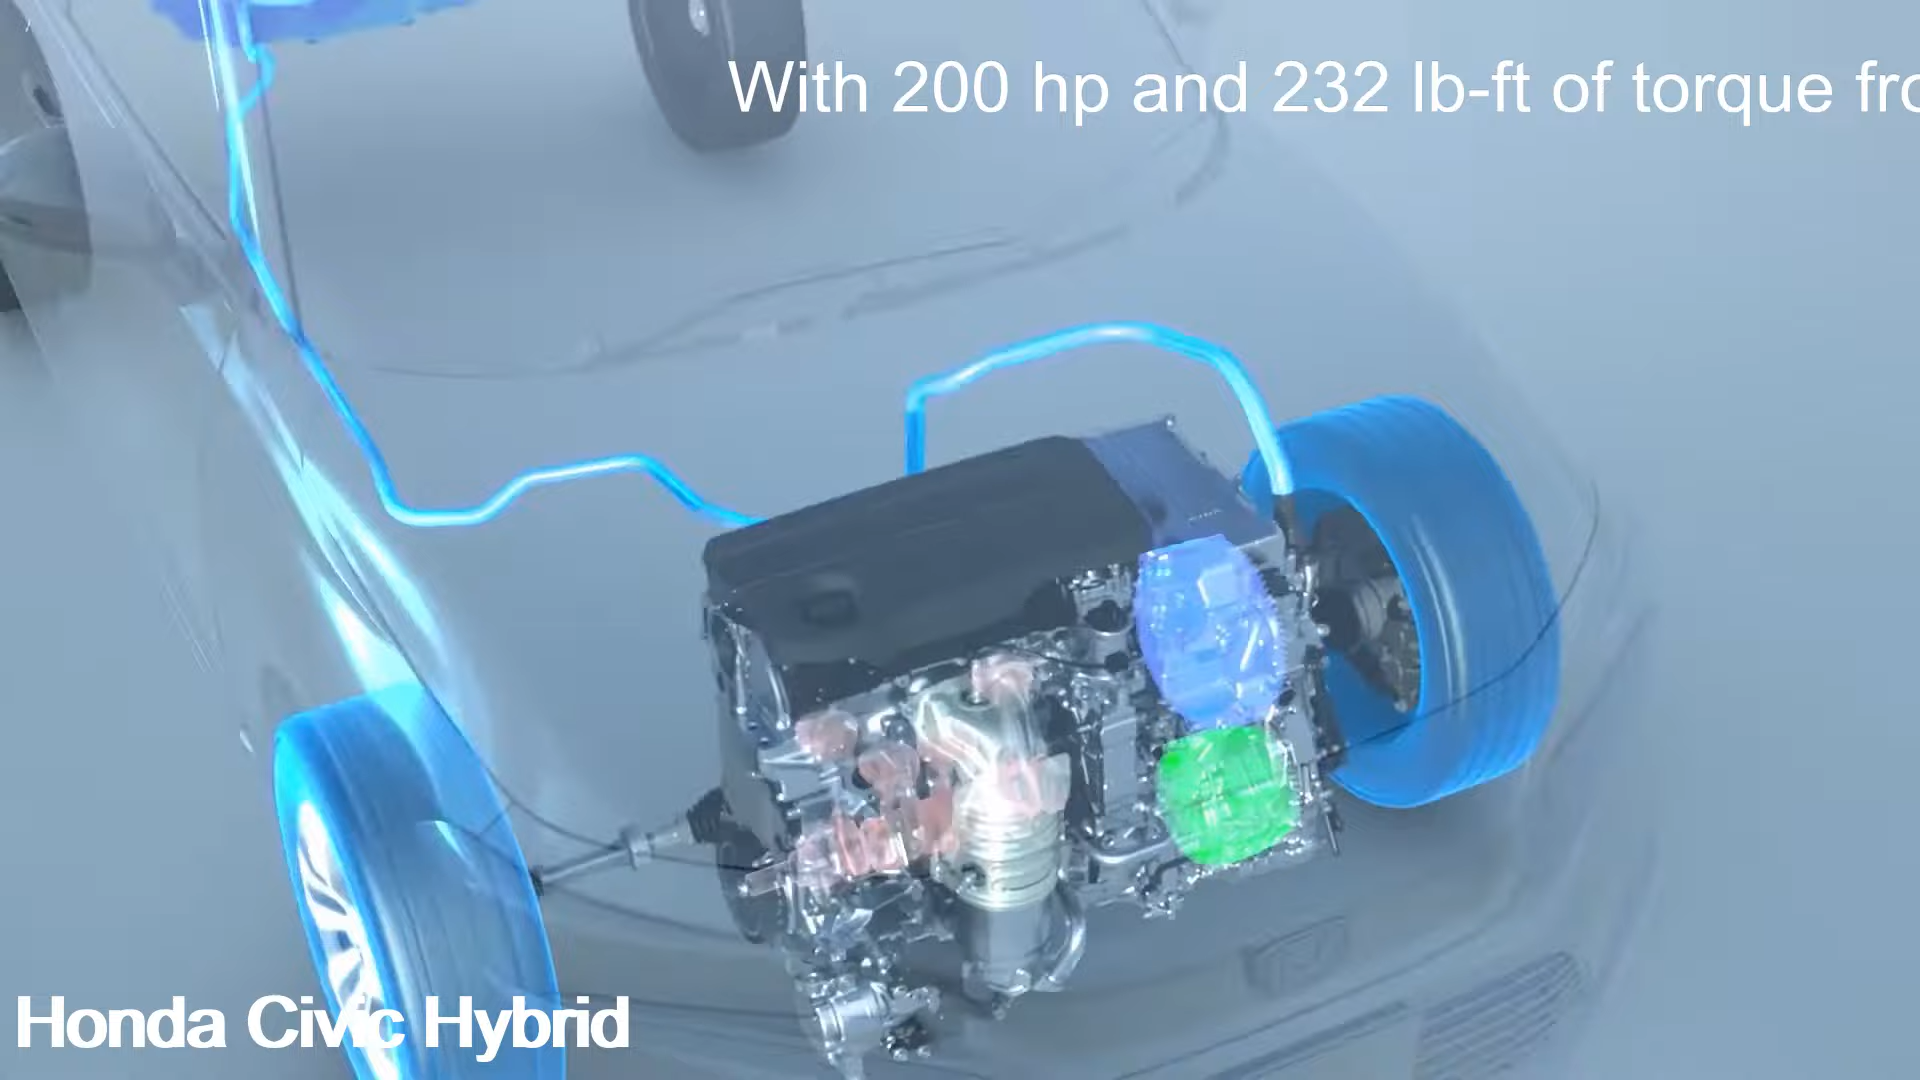 With 200 hp and 232 lb-ft of torque
Honda Civic Hybrid